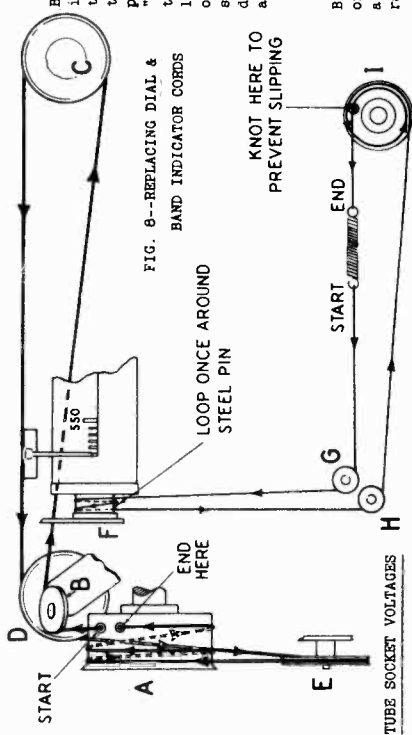 C
FIG. 8--REPLACING DIAL &
BAND INDICATOR CORDS
KNOT HERE TO
PREVENT SLIPPING
I
END
START
550
LOOP ONCE AROUND
STEEL PIN
F
G
H
D
B
END
HERE
START
A
E
TUBE SOCKET VOLTAGES